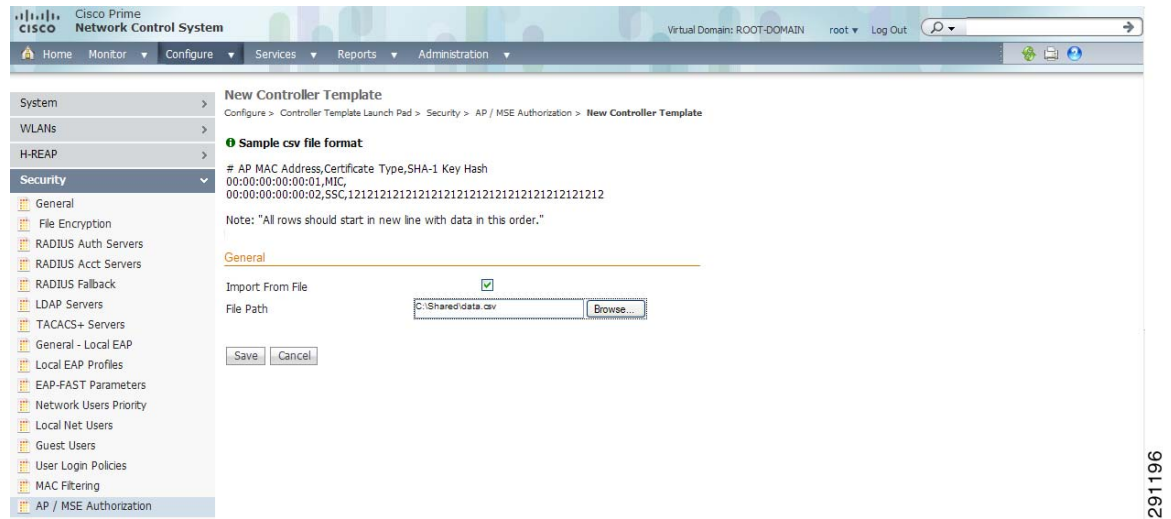 Cisco Prime
CISCO Network Control System
Virtual Domain: ROOT-DOMAIN root Log Out
Home Monitor Configure Services Reports Administration
System
WLANs
H-REAP
Security
General
File Encryption
RADIUS Auth Servers
RADIUS Acct Servers
RADIUS Fallback
LDAP Servers
TACACS+ Servers
General - Local EAP
Local EAP Profiles
EAP-FAST Parameters
Network Users Priority
Local Net Users
Guest Users
User Login Policies
MAC Filtering
AP / MSE Authorization
New Controller Template
Configure > Controller Template Launch Pad > Security > AP / MSE Authorization > New Controller Template
Sample csv file format
# AP MAC Address,Certificate Type,SHA-1 Key Hash
00:00:00:00:00:01,MIC,
00:00:00:00:00:02,SSC,1212121212121212121212121212121212121212
Note: "All rows should start in new line with data in this order."
General
Import From File
File Path C:\Shared\data.csv Browse...
Save Cancel
291196